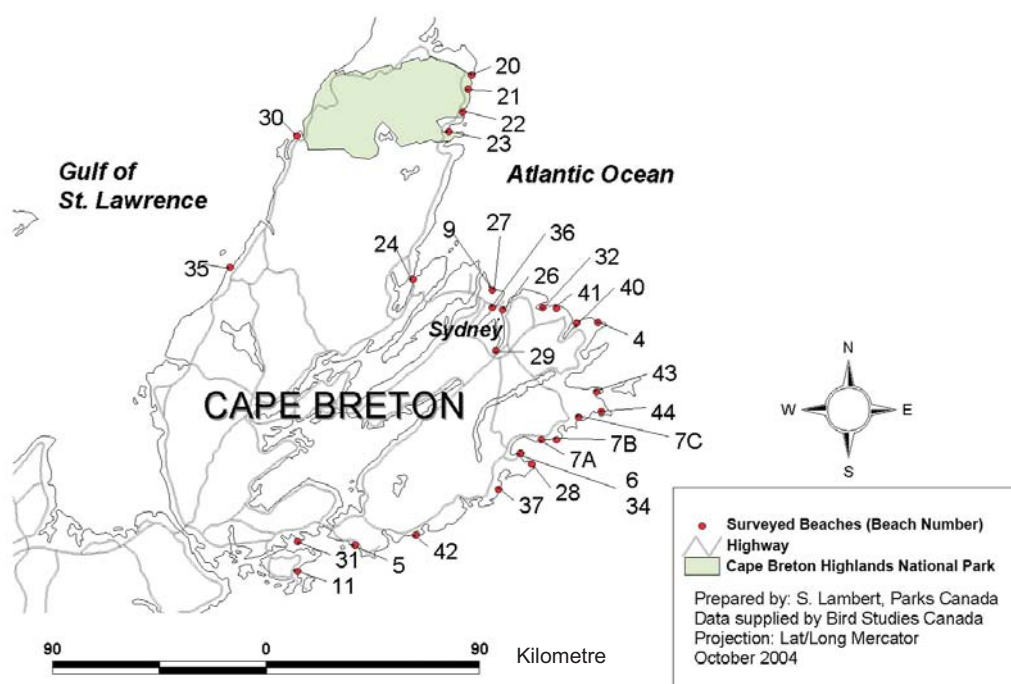 20
21
22
23
30
Gulf of
St. Lawrence
Atlantic Ocean
9
27
36
24
26
32
35
41
40
Sydney
4
29
43
CAPE BRETON
44
7C
7B
7A
6
28
34
37
42
31
5
11
N
W
E
S
Surveyed Beaches (Beach Number)
Highway
Cape Breton Highlands National Park
Prepared by: S. Lambert, Parks Canada
Data supplied by Bird Studies Canada
Projection: Lat/Long Mercator
October 2004
90
0
90
Kilometre